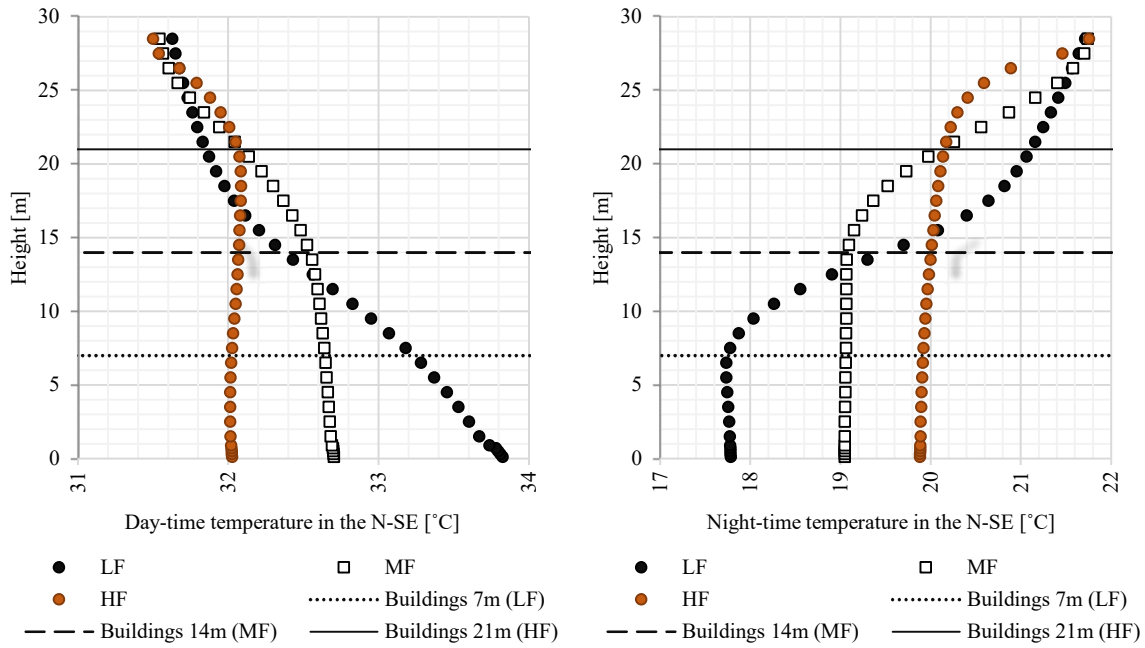 30
25
20
15
10
5
0
Height [m]
31
32
33
34
Day-time temperature in the N-SE [˚C]
LF
MF
HF
Buildings 7m (LF)
Buildings 14m (MF)
Buildings 21m (HF)
30
25
20
15
10
5
0
Height [m]
17
18
19
20
21
22
Night-time temperature in the N-SE [˚C]
LF
MF
HF
Buildings 7m (LF)
Buildings 14m (MF)
Buildings 21m (HF)